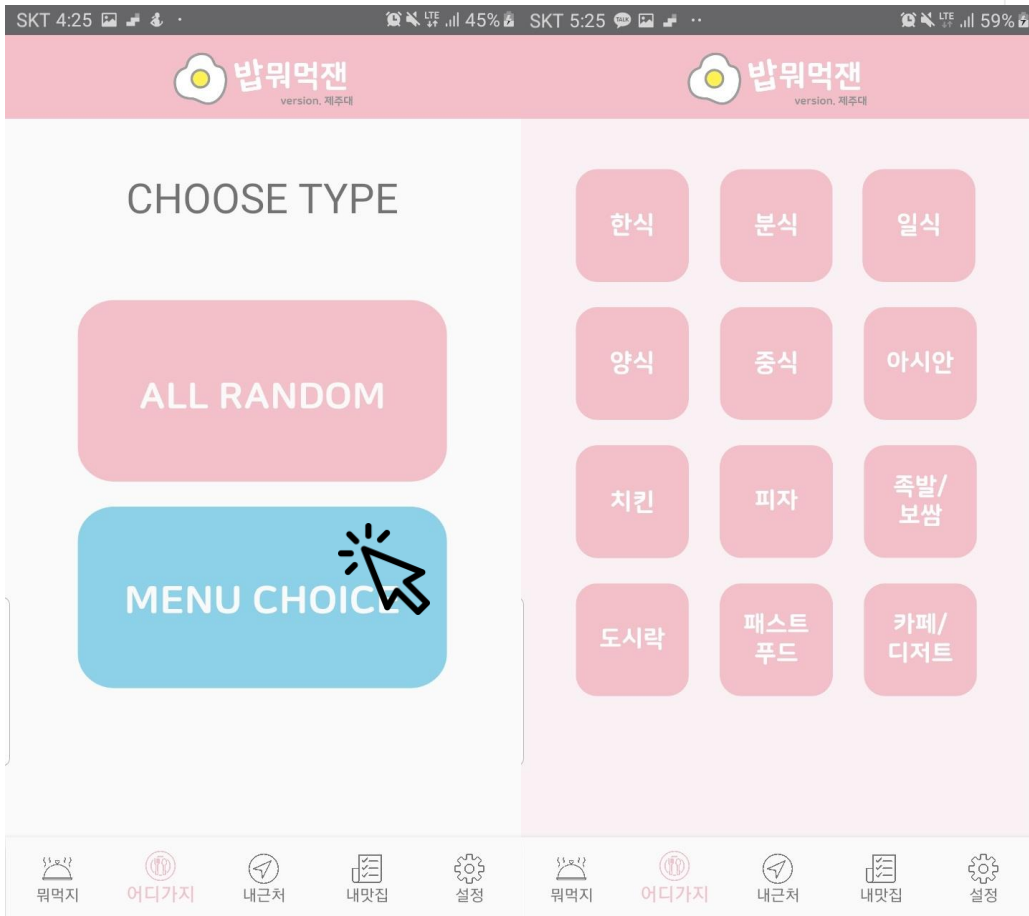 SKT 4:25
LTE
45%
밥뭐먹잰
version. 제주대
CHOOSE TYPE
ALL RANDOM
MENU CHOICE
뭐먹지
어디가지
내근처
내맛집
설정
SKT 5:25
TALK
LTE
59%
밥뭐먹잰
version. 제주대
한식
분식
일식
양식
중식
아시안
치킨
피자
족발/
보쌈
도시락
패스트
푸드
카페/
디저트
뭐먹지
어디가지
내근처
내맛집
설정